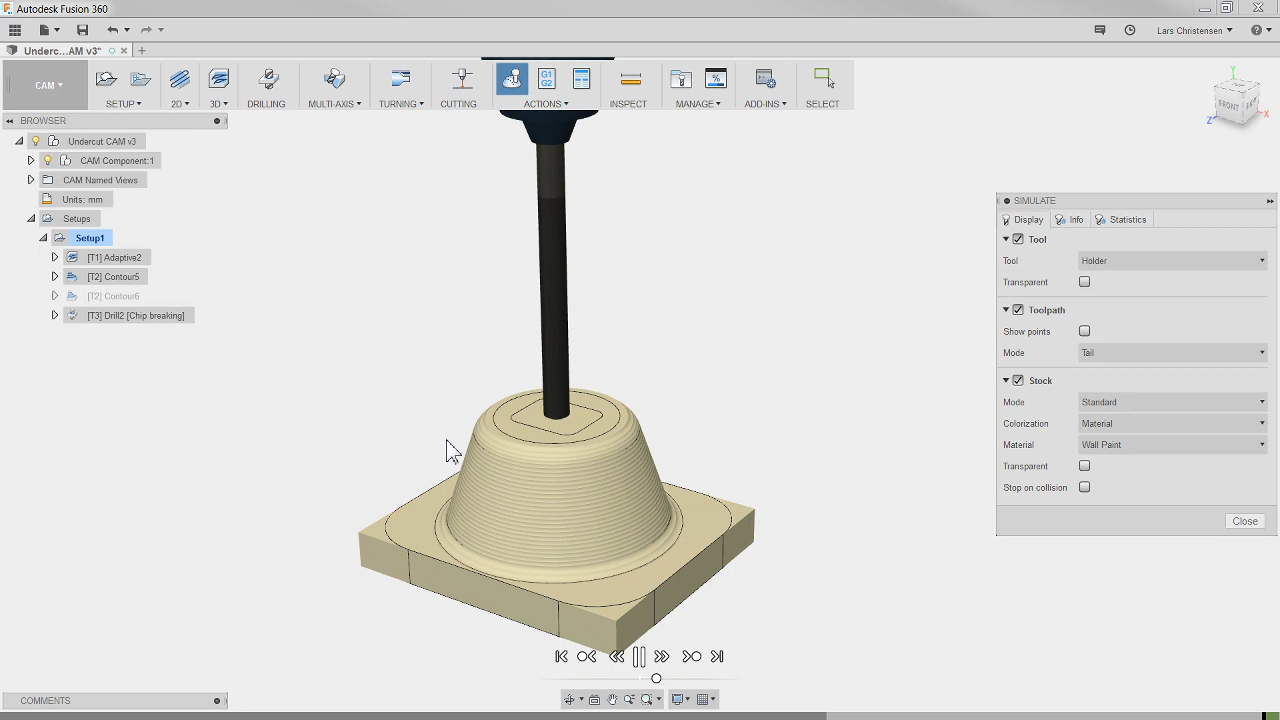 Autodesk Fusion 360
Lars Christensen
Underc...AM v3*
CAM
SETUP
2D
3D
DRILLING
MULTI-AXIS
TURNING
CUTTING
G1
G2
ACTIONS
INSPECT
MANAGE
ADD-INS
SELECT
BROWSER
Undercut CAM v3
CAM Component:1
CAM Named Views
Units: mm
Setups
Setup1
[T1] Adaptive2
[T2] Contour5
[T2] Contour6
[T3] Drill2 [Chip breaking]
Y
FRONT
Z
X
SIMULATE
Display Info Statistics
Tool
Tool Holder
Transparent
Toolpath
Show points
Mode Tail
Stock
Mode Standard
Colorization Material
Material Wall Paint
Transparent
Stop on collision
Close
COMMENTS